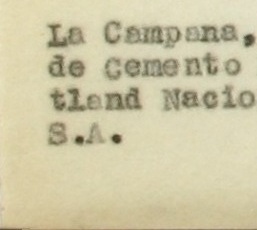 La Campana,
de Cemento
tland Nacio
S.A.